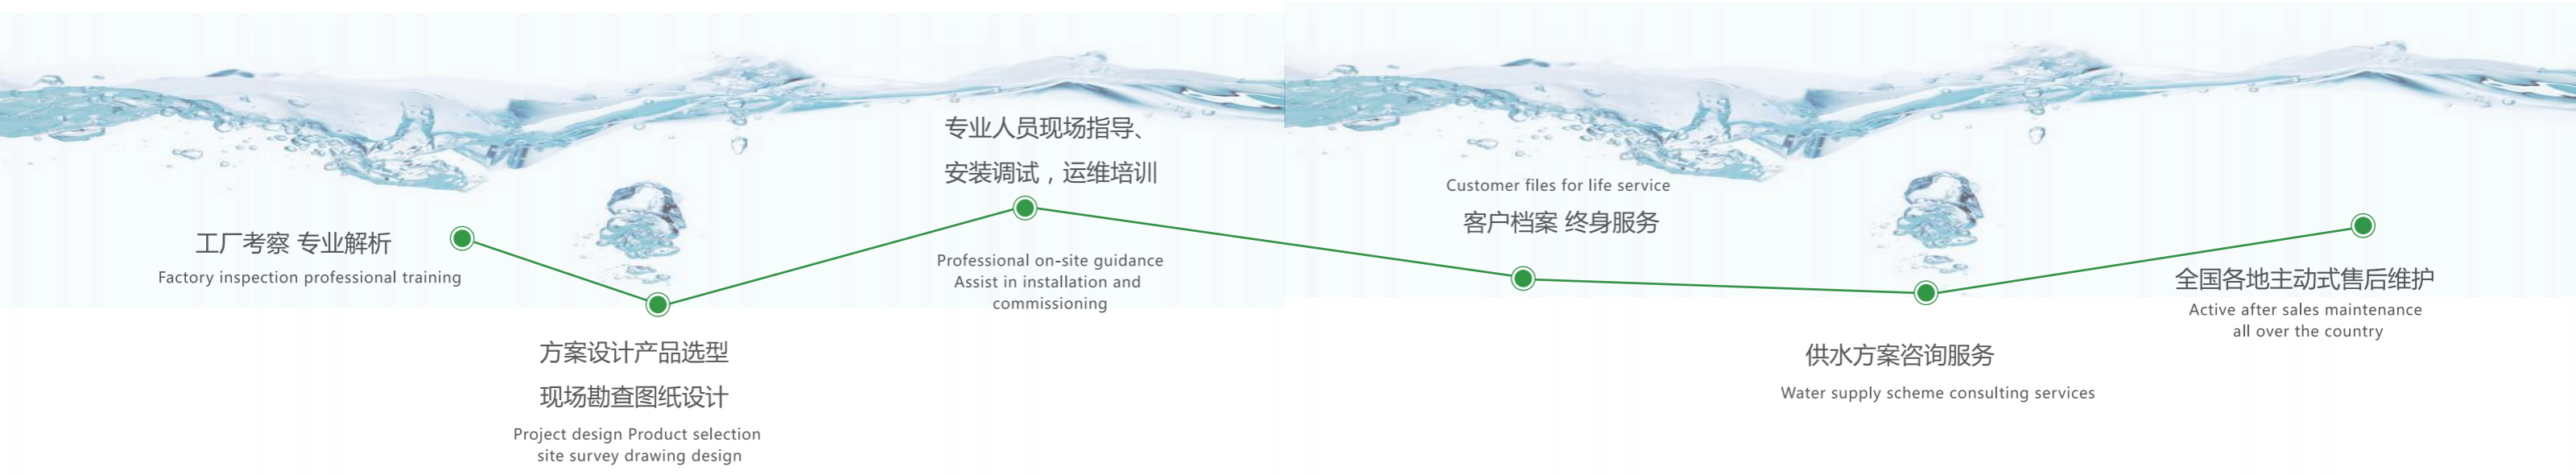 工厂考察 专业解析
Factory inspection professional training
方案设计产品选型
现场勘查图纸设计
Project design Product selection
site survey drawing design
专业人员现场指导、
安装调试，运维培训
Professional on-site guidance
Assist in installation and
commissioning
Customer files for life service
客户档案 终身服务
供水方案咨询服务
Water supply scheme consulting services
全国各地主动式售后维护
Active after sales maintenance
all over the country